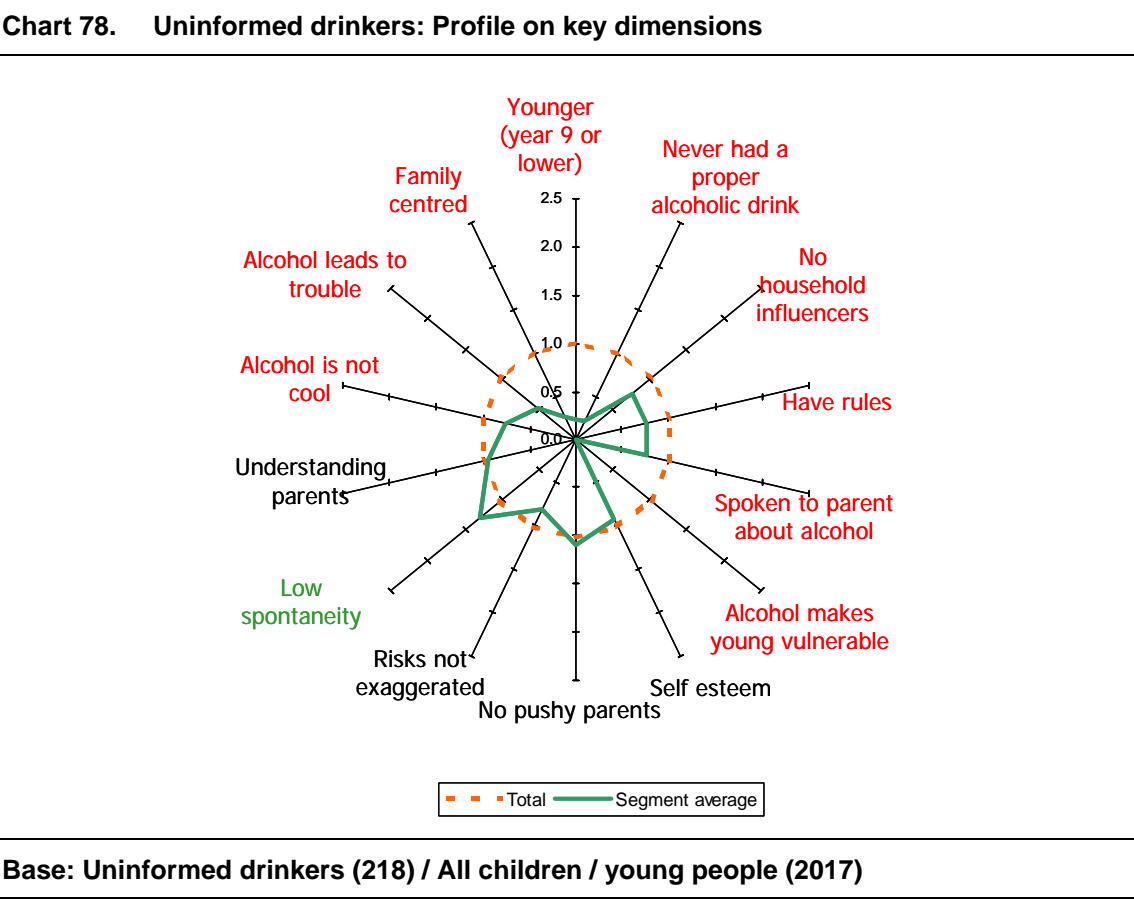 Chart 78. Uninformed drinkers: Profile on key dimensions
Younger
(year 9 or
lower)
Never had a
proper
alcoholic drink
No
household
influencers
Have rules
Spoken to parent
about alcohol
Alcohol makes
young vulnerable
Self esteem
No pushy parents
Risks not
exaggerated
Low
spontaneity
Understanding
parents
Alcohol is not
cool
Alcohol leads to
trouble
Family
centred
2.5
2.0
1.5
1.0
0.5
0.0
Total Segment average
Base: Uninformed drinkers (218) / All children / young people (2017)